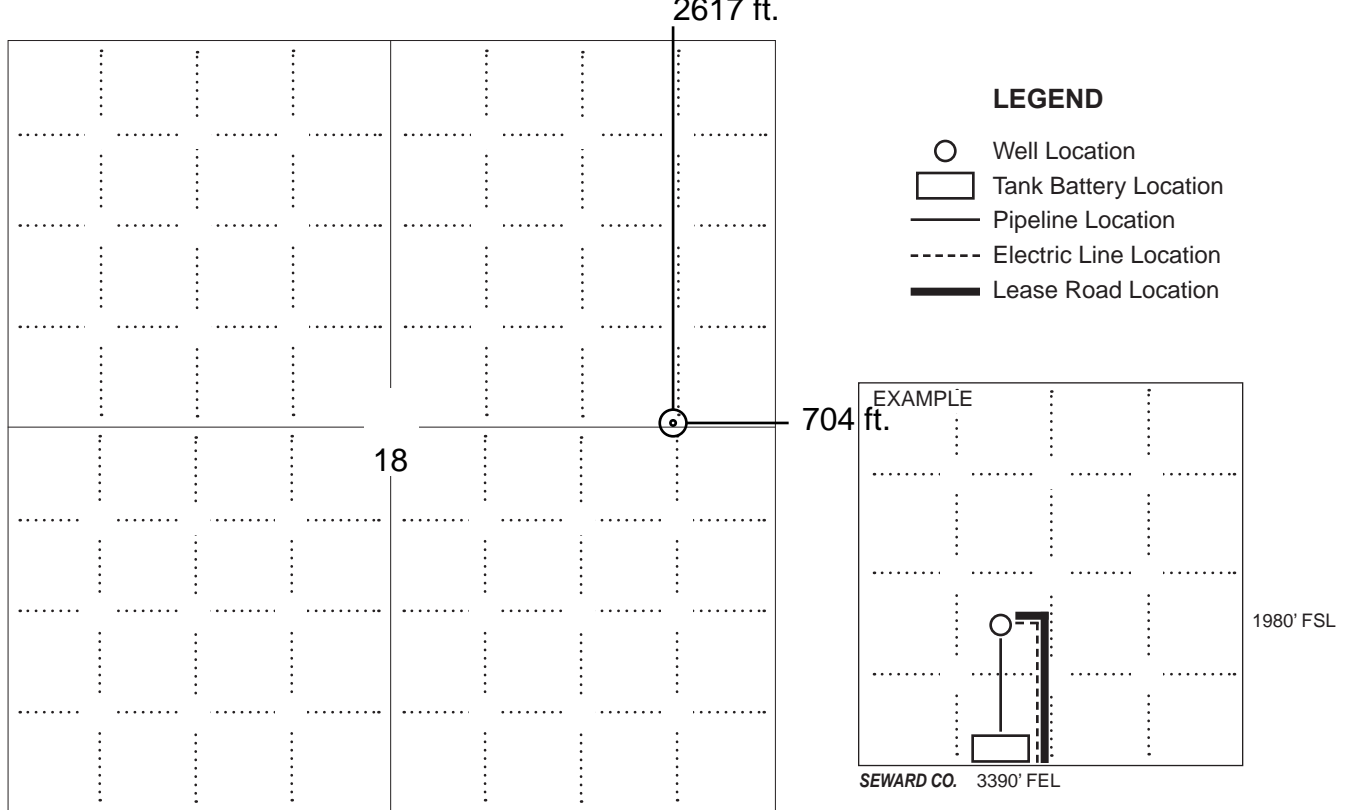 2617 ft.
LEGEND
Well Location
Tank Battery Location
Pipeline Location
Electric Line Location
Lease Road Location
EXAMPLE
704 ft.
18
1980' FSL
SEWARD CO. 3390' FEL